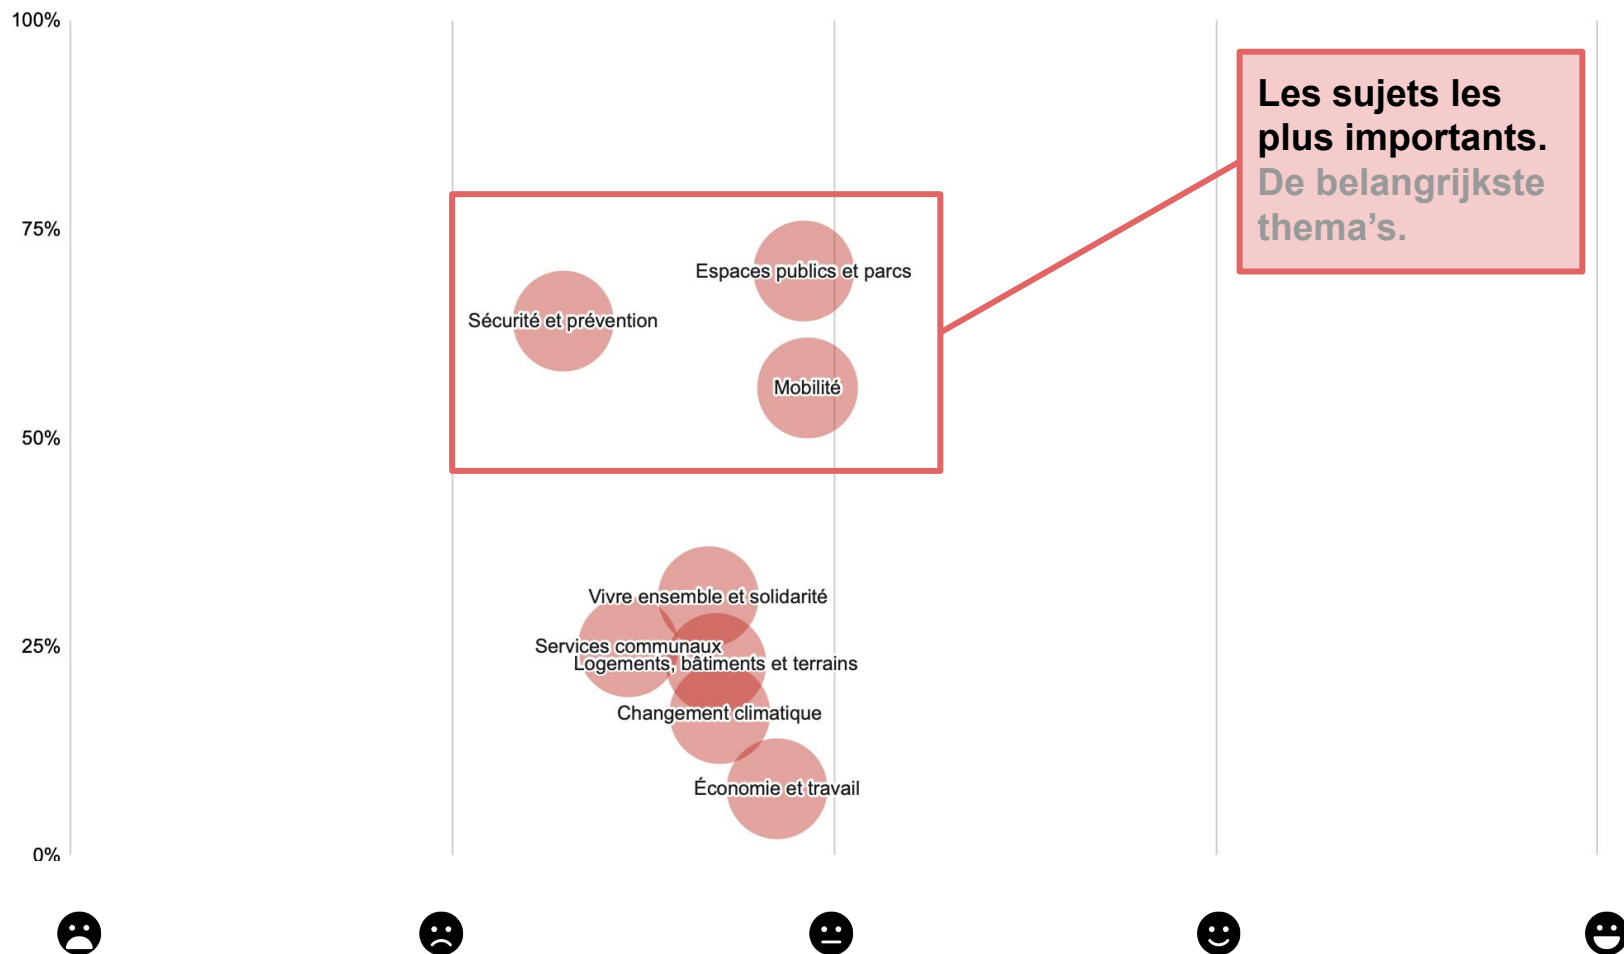 100%
Les sujets les
plus importants.
De belangrijkste
thema’s.
75%
Espaces publics et parcs
Sécurité et prévention
Mobilité
50%
Vivre ensemble et solidarité
25%
Services communaux
Logements, bâtiments et terrains
Changement climatique
Économie et travail
0%